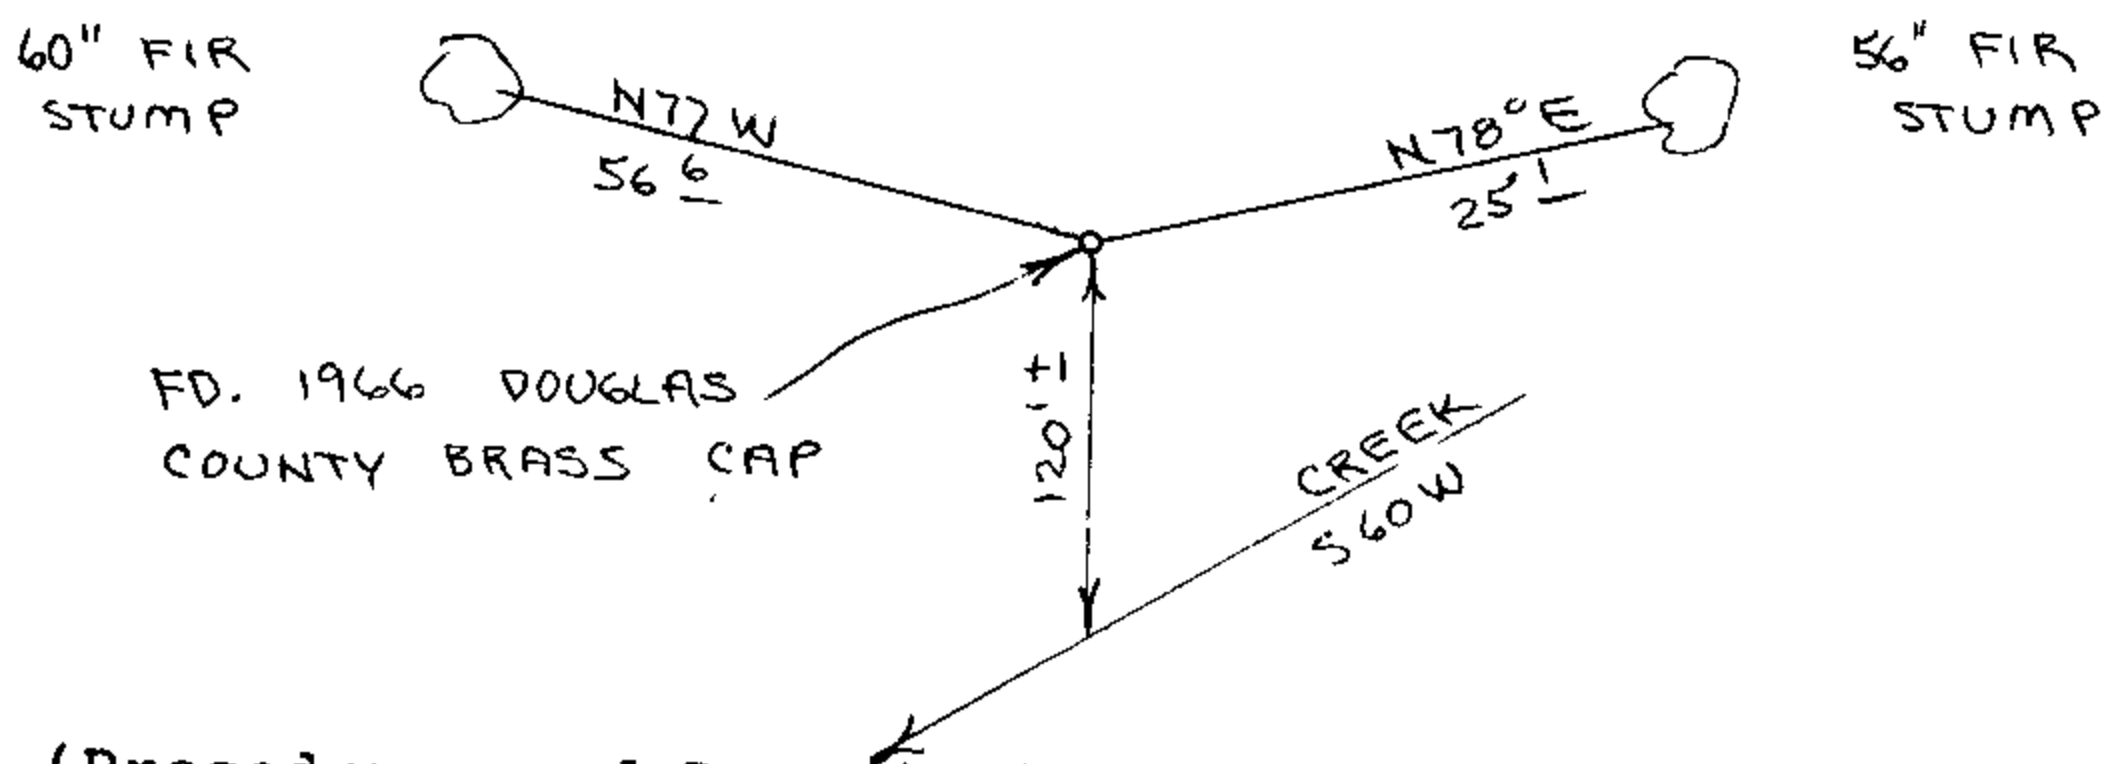 60" FIR
STUMP
N77W
56 6
N78°E
25 1
56" FIR
STUMP
FD. 1966 DOUGLAS
COUNTY BRASS CAP
120'±
CREEK
S60W